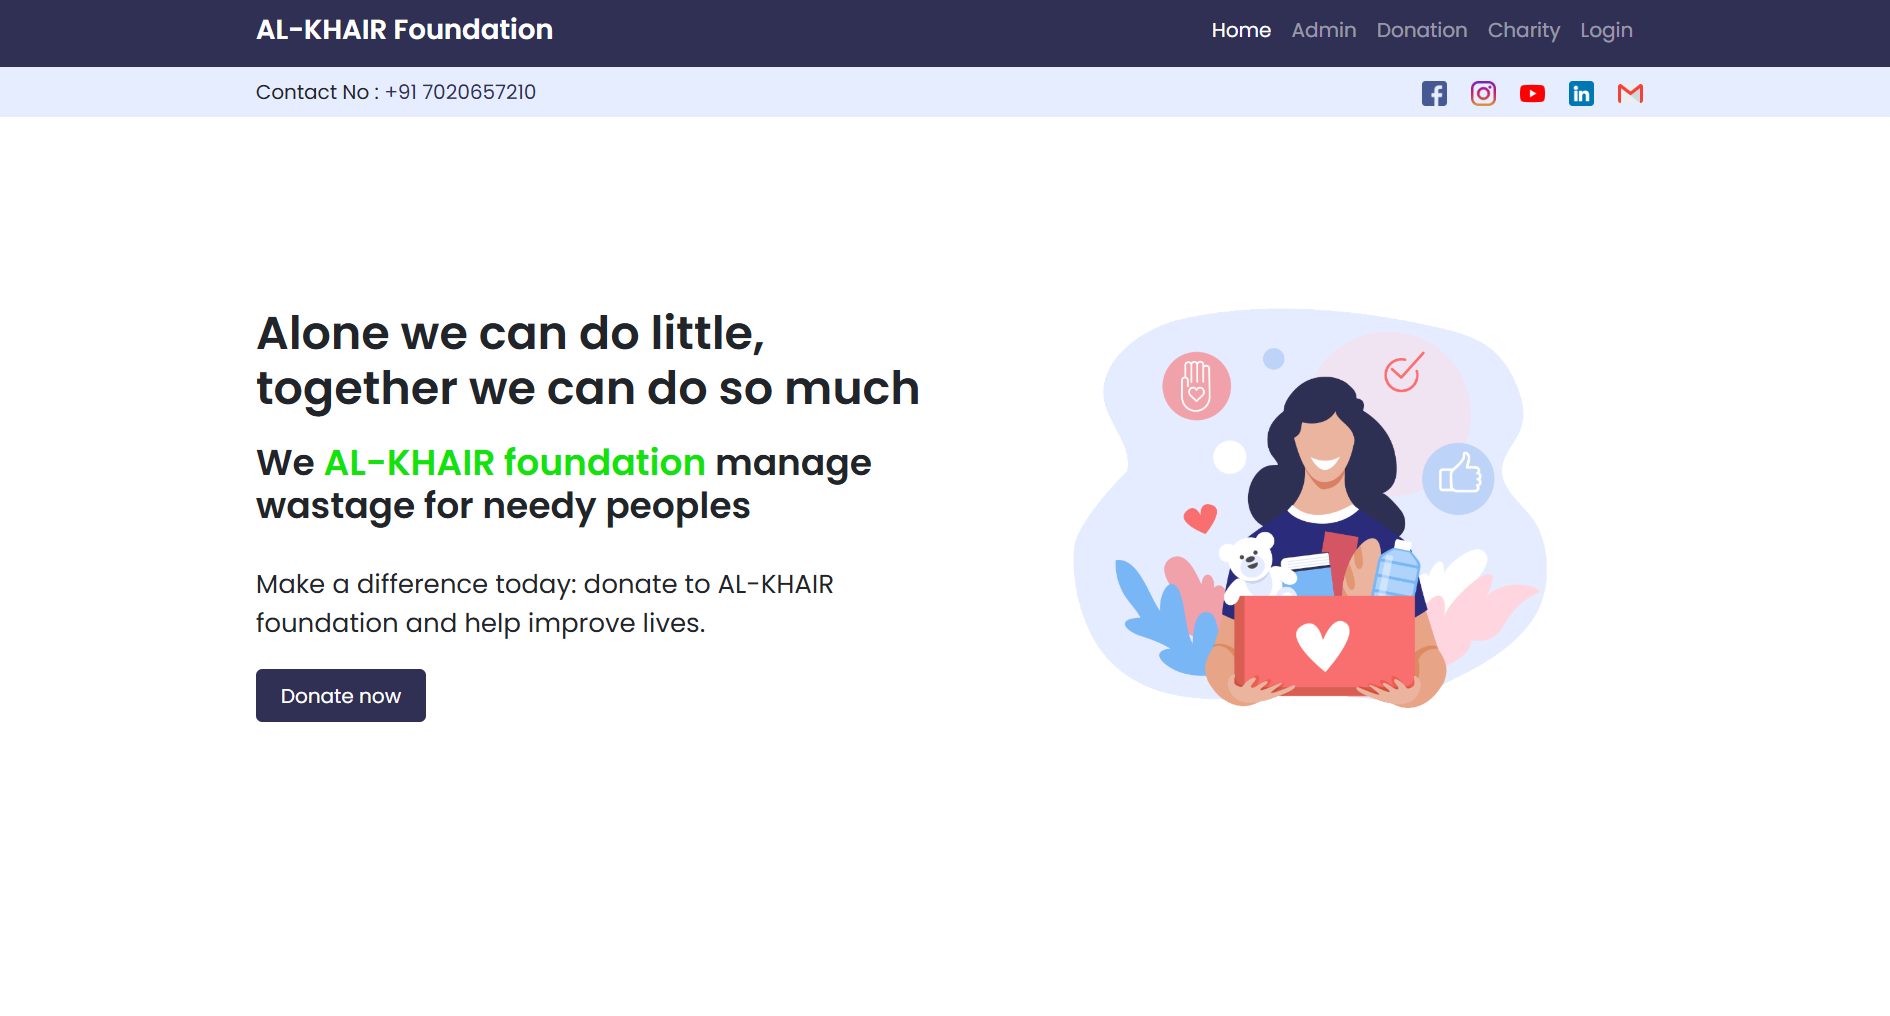 AL-KHAIR Foundation
Home Admin Donation Charity Login
Contact No : +91 7020657210
Alone we can do little,
together we can do so much
We AL-KHAIR foundation manage
wastage for needy peoples
Make a difference today: donate to AL-KHAIR
foundation and help improve lives.
Donate now